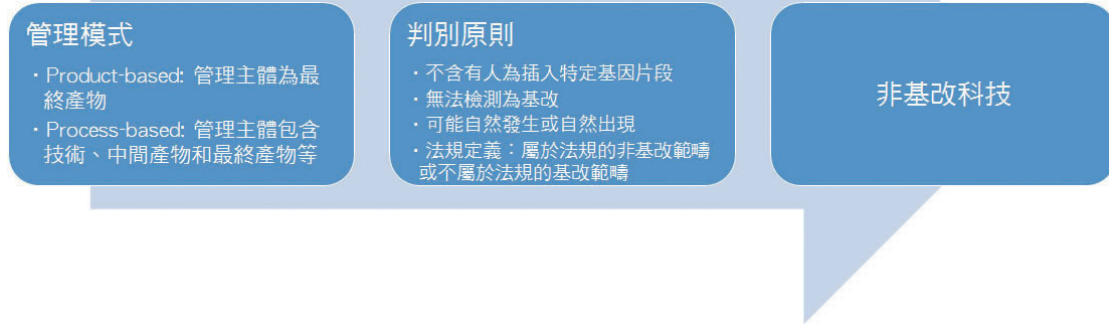 管理模式
・Product-based: 管理主體為最
終產物
・Process-based: 管理主體包含
技術、中間產物和最終產物等
判別原則
・不含有人為插入特定基因片段
・無法檢測為基改
・可能自然發生或自然出現
・法規定義：屬於法規的非基改範疇
或不屬於法規的基改範疇
非基改科技